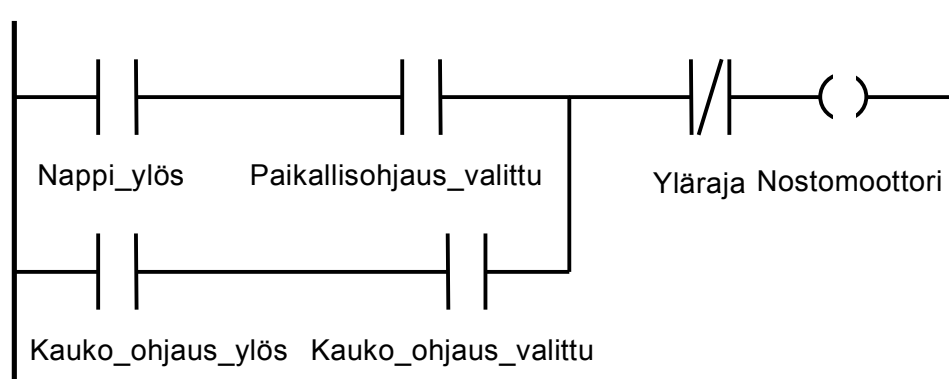 Nappi_ylös Paikallisohjaus_valittu Yläraja Nostomoottori
Kauko_ohjaus_ylös Kauko_ohjaus_valittu